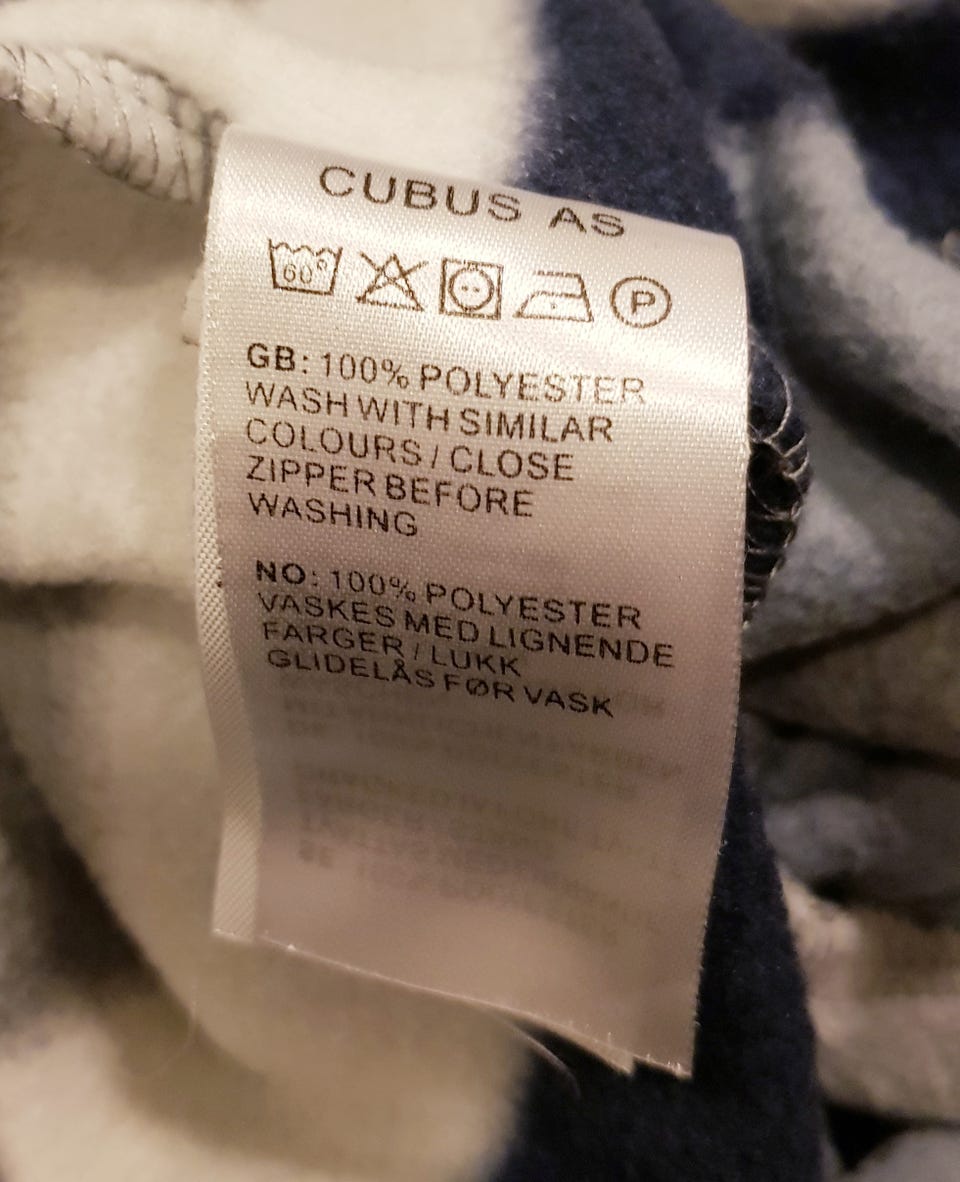 CUBUS AS
60°
P
GB: 100% POLYESTER
WASH WITH SIMILAR
COLOURS / CLOSE
ZIPPER BEFORE
WASHING
NO: 100% POLYESTER
VASKES MED LIGNENDE
FARGER / LUKK
GLIDELÅS FØR VASK